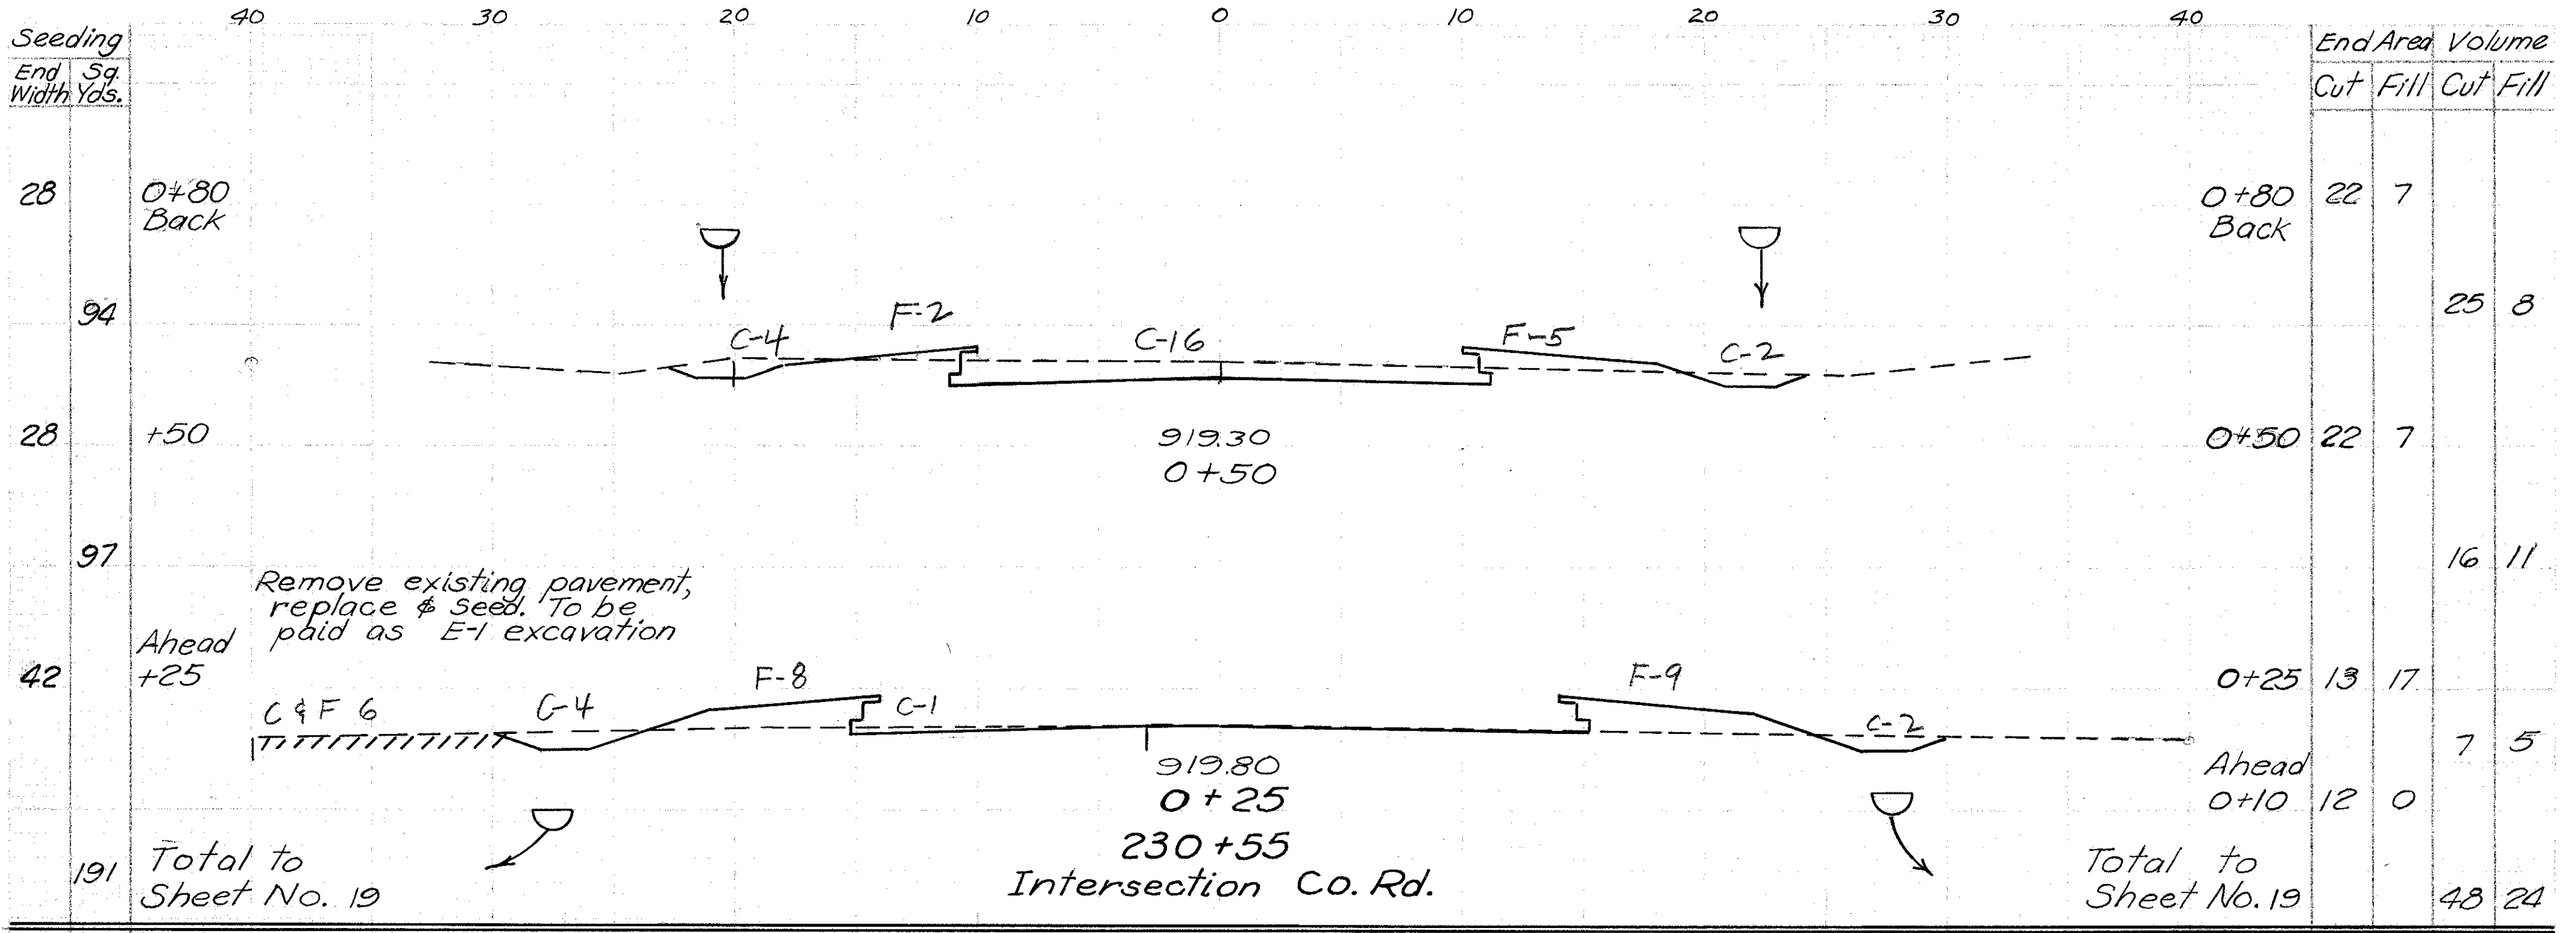 40 30 20 10 0 10 20 30 40
Seeding
End Area Volume
End Sq.
Width Yds.
Cut Fill Cut Fill
28 0+80
Back
0+80 22 7
Back
94
25 8
F-2
C-4
C-16
F-5
C-2
28 +50
919.30
0+50
0+50 22 7
97
16 11
Remove existing pavement,
replace & Seed. To be
paid as E-1 excavation
Ahead
42 +25
F-8
F-9
0+25 13 17
C & F 6
C-4
C-1
C-2
7 5
919.80
0+25
Ahead
0+10 12 0
230+55
Intersection Co. Rd.
191 Total to
Sheet No. 19
Total to
Sheet No. 19 48 24